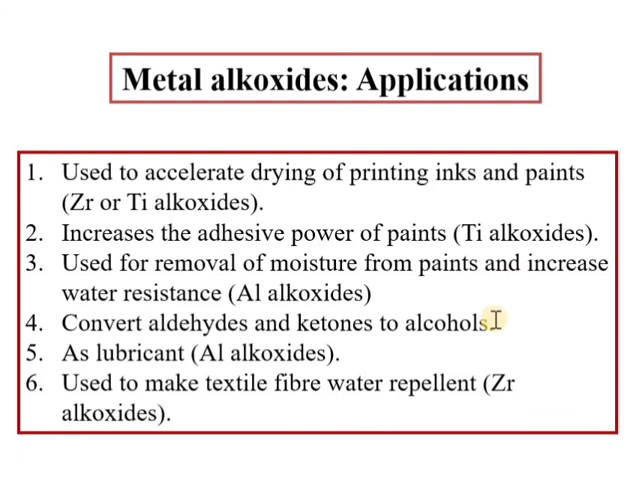 Metal alkoxides: Applications
1. Used to accelerate drying of printing inks and paints
(Zr or Ti alkoxides).
2. Increases the adhesive power of paints (Ti alkoxides).
3. Used for removal of moisture from paints and increase
water resistance (Al alkoxides)
4. Convert aldehydes and ketones to alcohols.
5. As lubricant (Al alkoxides).
6. Used to make textile fibre water repellent (Zr
alkoxides).